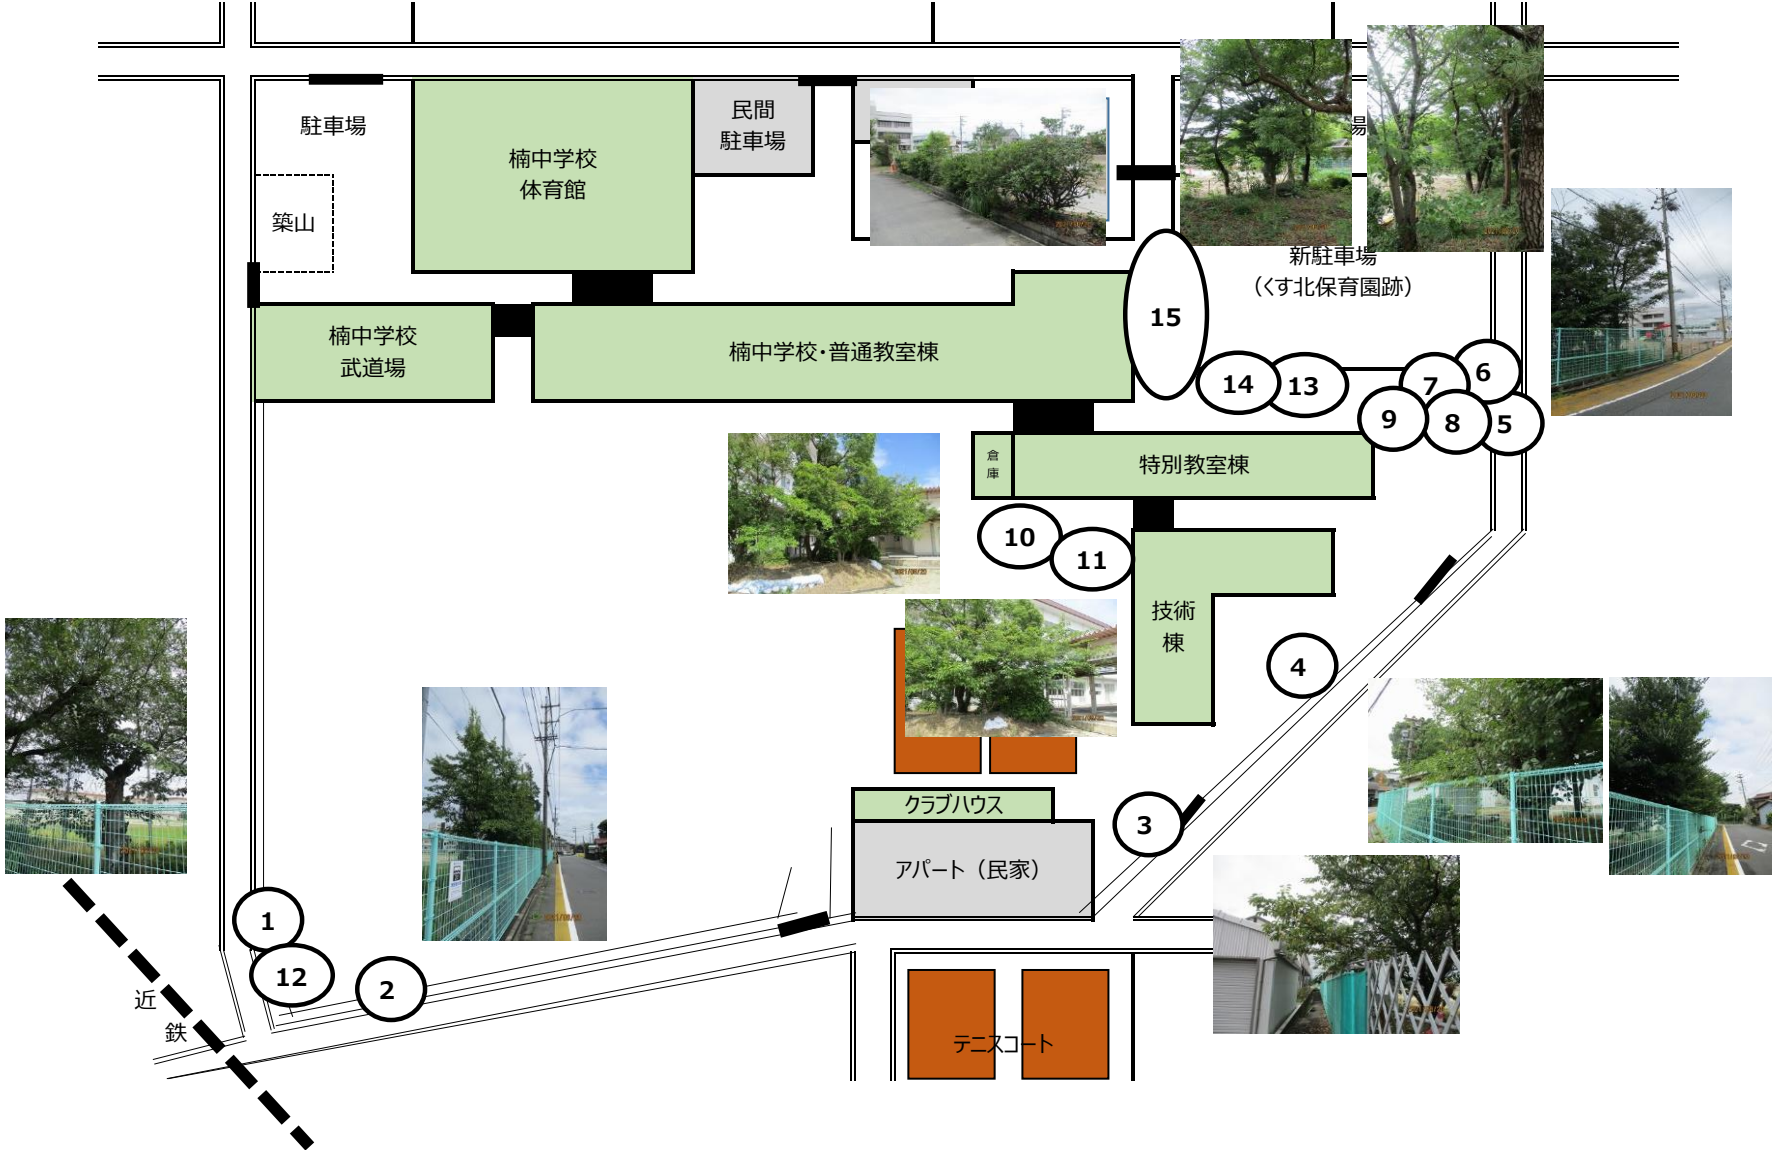 駐車場
民間
駐車場
楠中学校
体育館
場
築山
新駐車場
（くす北保育園跡）
楠中学校
武道場
楠中学校・普通教室棟
15
14
13
7
6
9
8
5
倉
庫
特別教室棟
10
11
技術
棟
4
クラブハウス
3
アパート（民家）
1
12
2
近
鉄
テニスコート